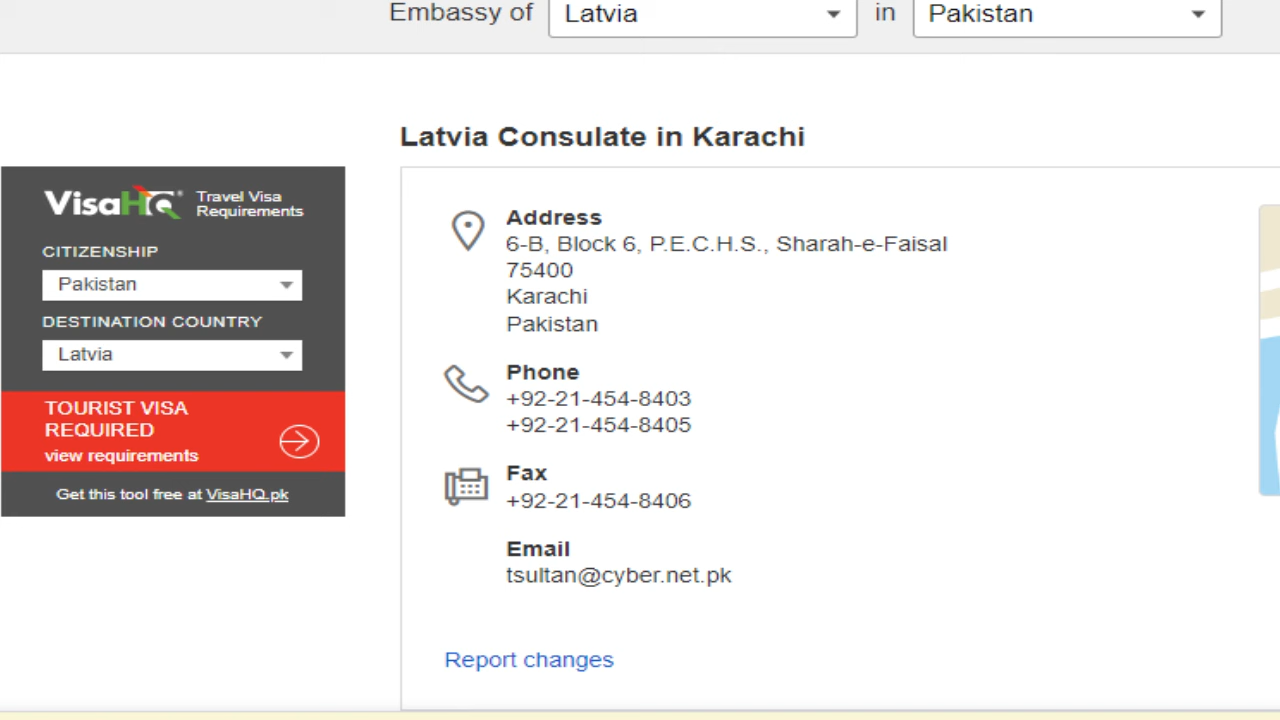 Embassy of Latvia in Pakistan
Latvia Consulate in Karachi
VisaHQ® Travel Visa
Requirements
CITIZENSHIP
Pakistan
DESTINATION COUNTRY
Latvia
TOURIST VISA
REQUIRED
view requirements
Get this tool free at VisaHQ.pk
Address
6-B, Block 6, P.E.C.H.S., Sharah-e-Faisal
75400
Karachi
Pakistan
Phone
+92-21-454-8403
+92-21-454-8405
Fax
+92-21-454-8406
Email
tsultan@cyber.net.pk
Report changes